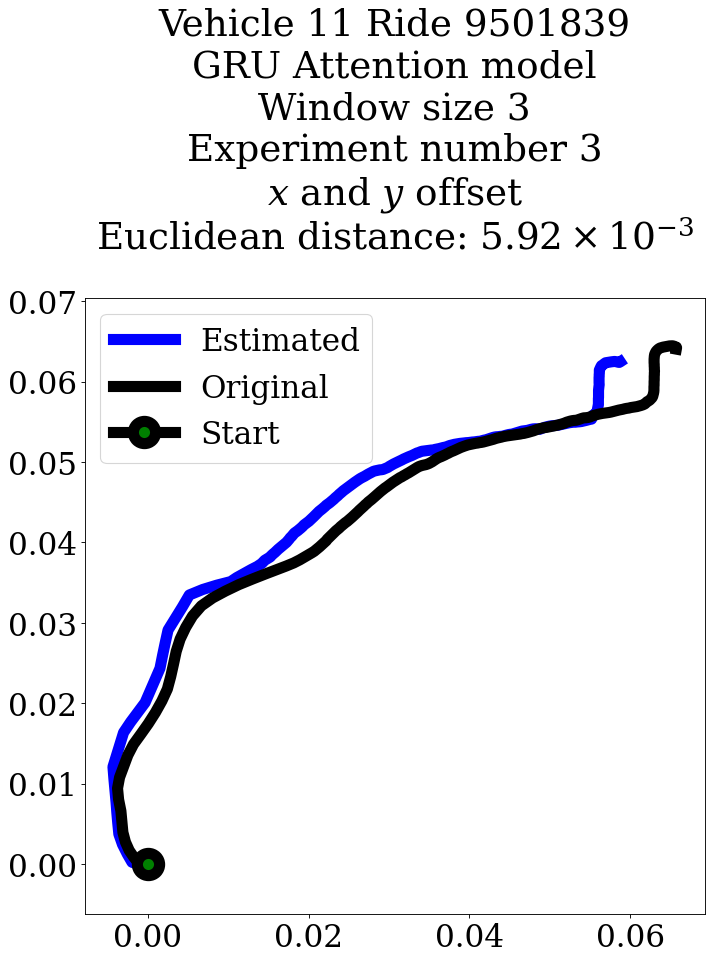 Vehicle 11 Ride 9501839
GRU Attention model
Window size 3
Experiment number 3
x and y offset
Euclidean distance: 5.92 × 10⁻³
0.07
0.06
0.05
0.04
0.03
0.02
0.01
0.00
Estimated
Original
Start
0.00 0.02 0.04 0.06